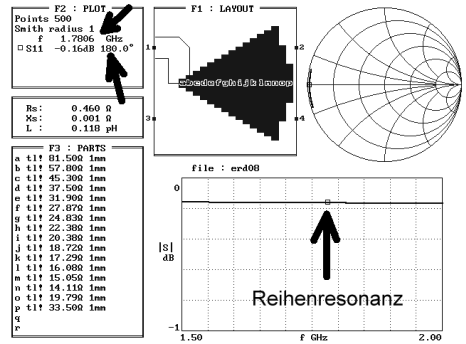 F2 : PLOT
Points 500
Smith radius 1
f 1.7806 GHz
□ S11 -0.16dB 180.0°
Rs: 0.460 Ω
Xs: 0.001 Ω
L : 0.118 pH
F3 : PARTS
a tl! 81.50Ω 1mm
b tl! 57.80Ω 1mm
c tl! 45.30Ω 1mm
d tl! 37.50Ω 1mm
e tl! 31.90Ω 1mm
f tl! 27.87Ω 1mm
g tl! 24.83Ω 1mm
h tl! 22.38Ω 1mm
i tl! 20.38Ω 1mm
j tl! 18.72Ω 1mm
k tl! 17.29Ω 1mm
l tl! 16.08Ω 1mm
m tl! 15.05Ω 1mm
n tl! 14.11Ω 1mm
o tl! 19.79Ω 1mm
p tl! 33.50Ω 1mm
q
r
F1 : LAYOUT
1
2
3
4
file : erd08
0
|S|
dB
-1
1.50
f GHz
2.00
Reihenresonanz